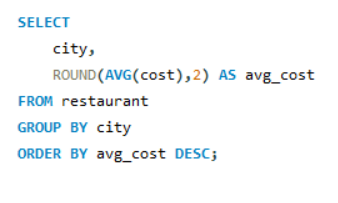 SELECT
    city,
    ROUND(AVG(cost),2) AS avg_cost
FROM restaurant
GROUP BY city
ORDER BY avg_cost DESC;